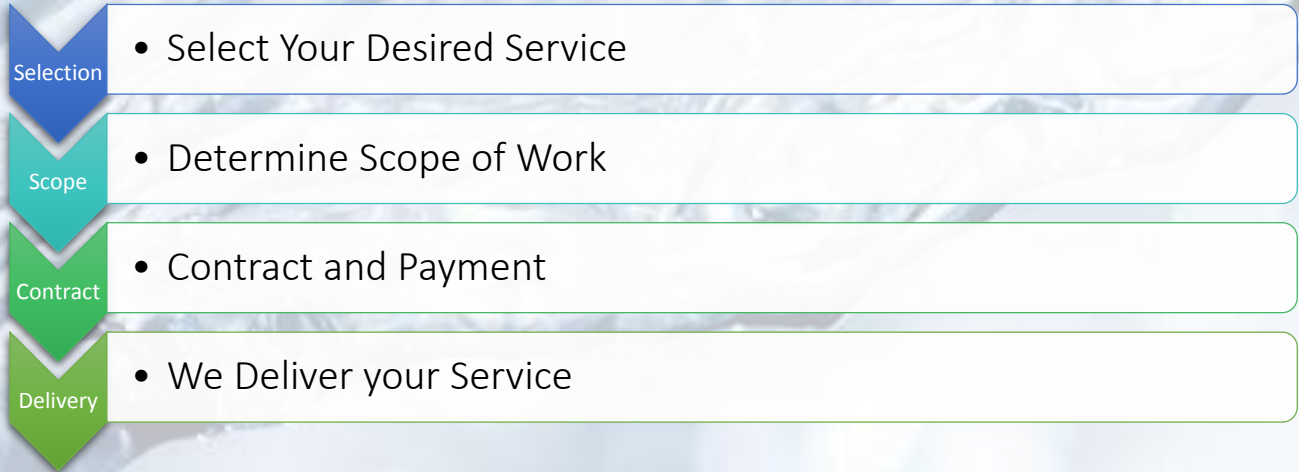 Selection
• Select Your Desired Service
Scope
• Determine Scope of Work
Contract
• Contract and Payment
Delivery
• We Deliver your Service